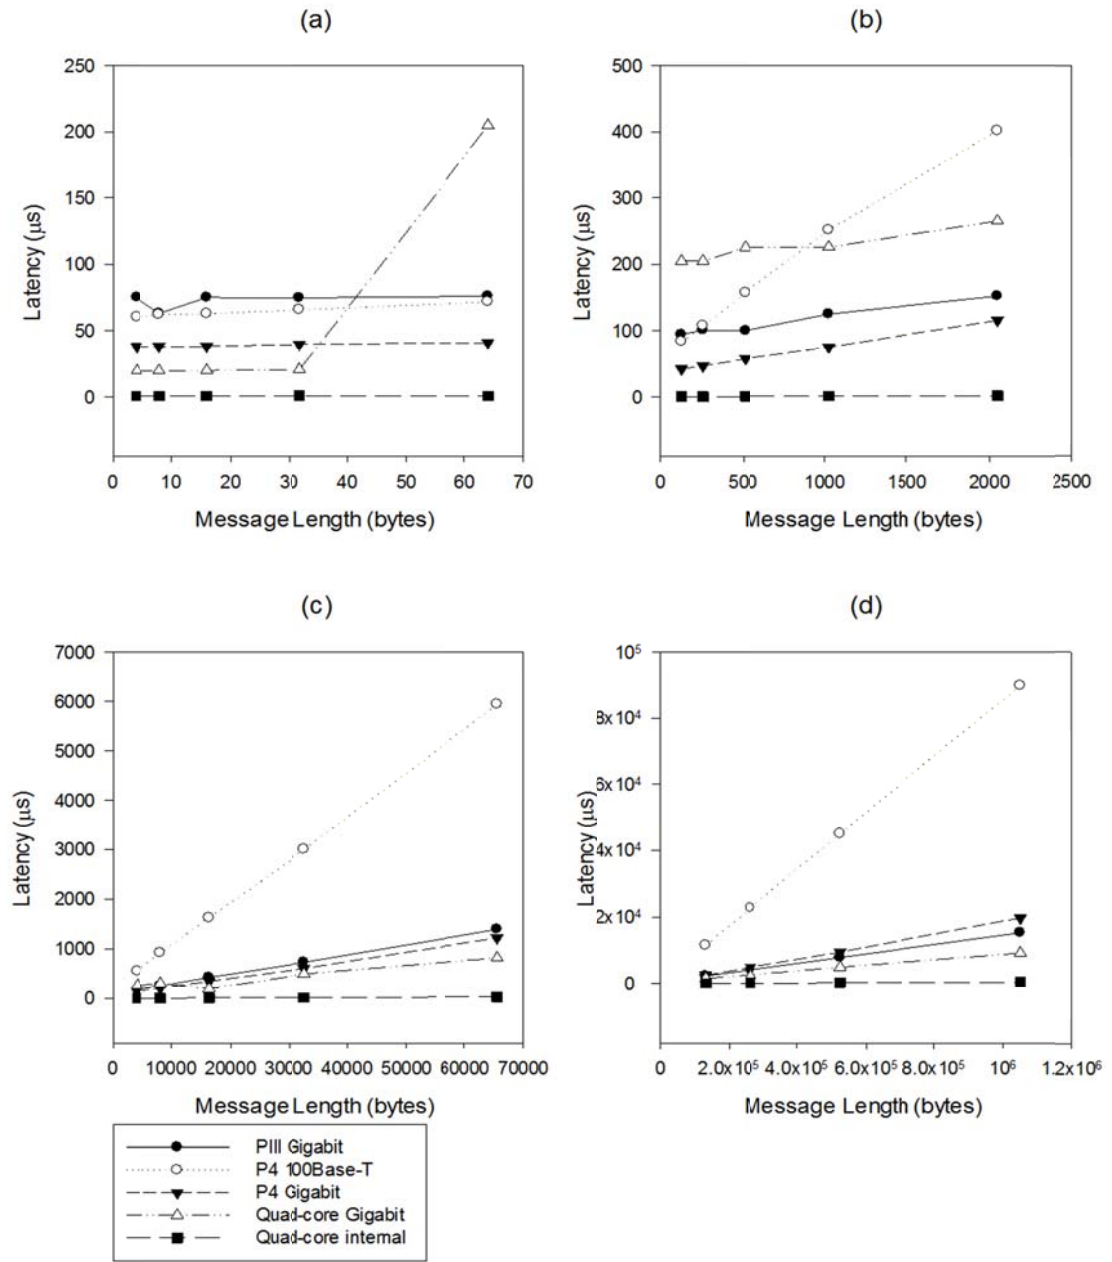 (a)
250
200
150
100
50
0
Latency (μs)
0 10 20 30 40 50 60 70
Message Length (bytes)
(b)
500
400
300
200
100
0
Latency (μs)
0 500 1000 1500 2000 2500
Message Length (bytes)
(c)
7000
6000
5000
4000
3000
2000
1000
0
Latency (μs)
0 10000 20000 30000 40000 50000 60000 70000
Message Length (bytes)
(d)
10⁵
8x10⁴
6x10⁴
4x10⁴
2x10⁴
0
Latency (μs)
0 2.0x10⁵ 4.0x10⁵ 6.0x10⁵ 8.0x10⁵ 10⁶ 1.2x10⁶
Message Length (bytes)
PIII Gigabit
P4 100Base-T
P4 Gigabit
Quad-core Gigabit
Quad-core internal